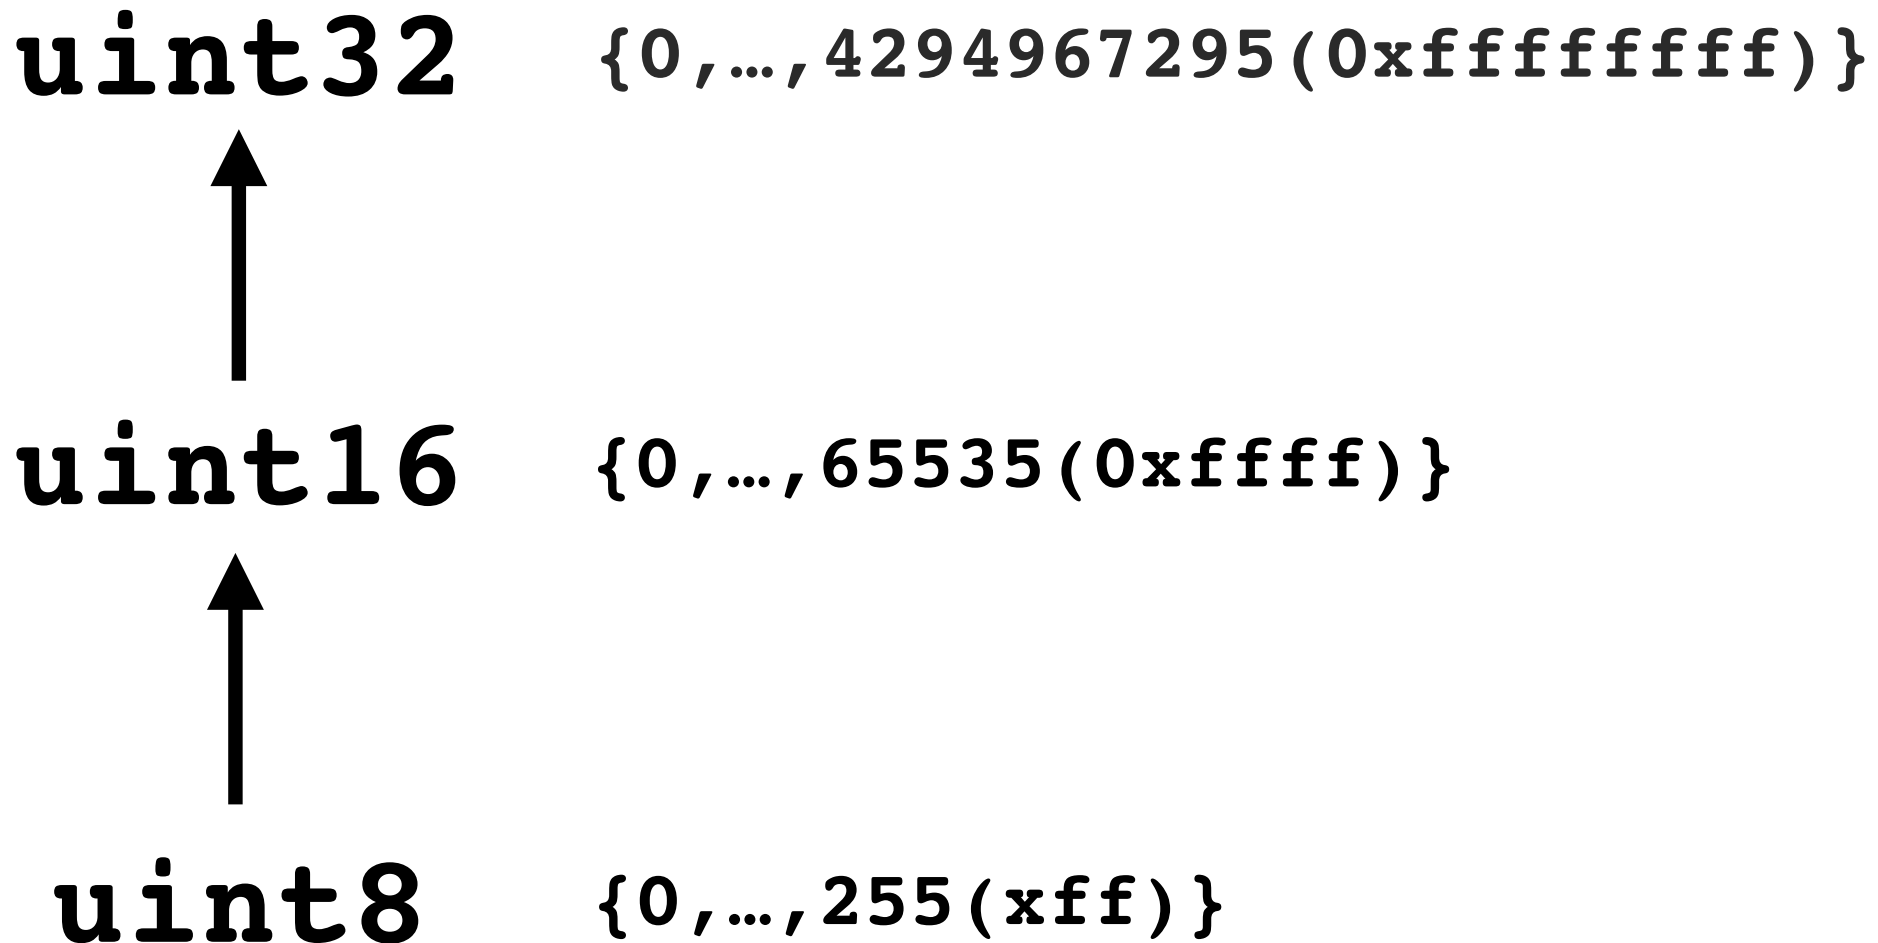 uint32 {0,…,4294967295(0xffffffff)}
uint16 {0,…,65535(0xffff)}
uint8 {0,…,255(xff)}